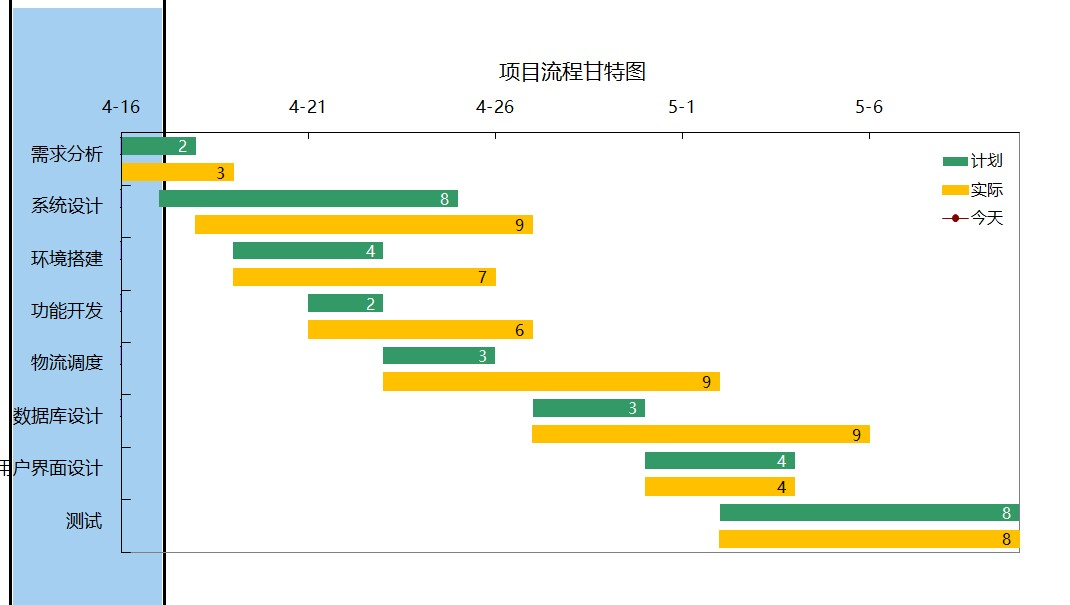 项目流程甘特图
4-16 4-21 4-26 5-1 5-6
需求分析 2
3
系统设计 8
9
环境搭建 4
7
功能开发 2
6
物流调度 3
9
数据库设计 3
9
用户界面设计 4
4
测试 8
8
计划
实际
今天